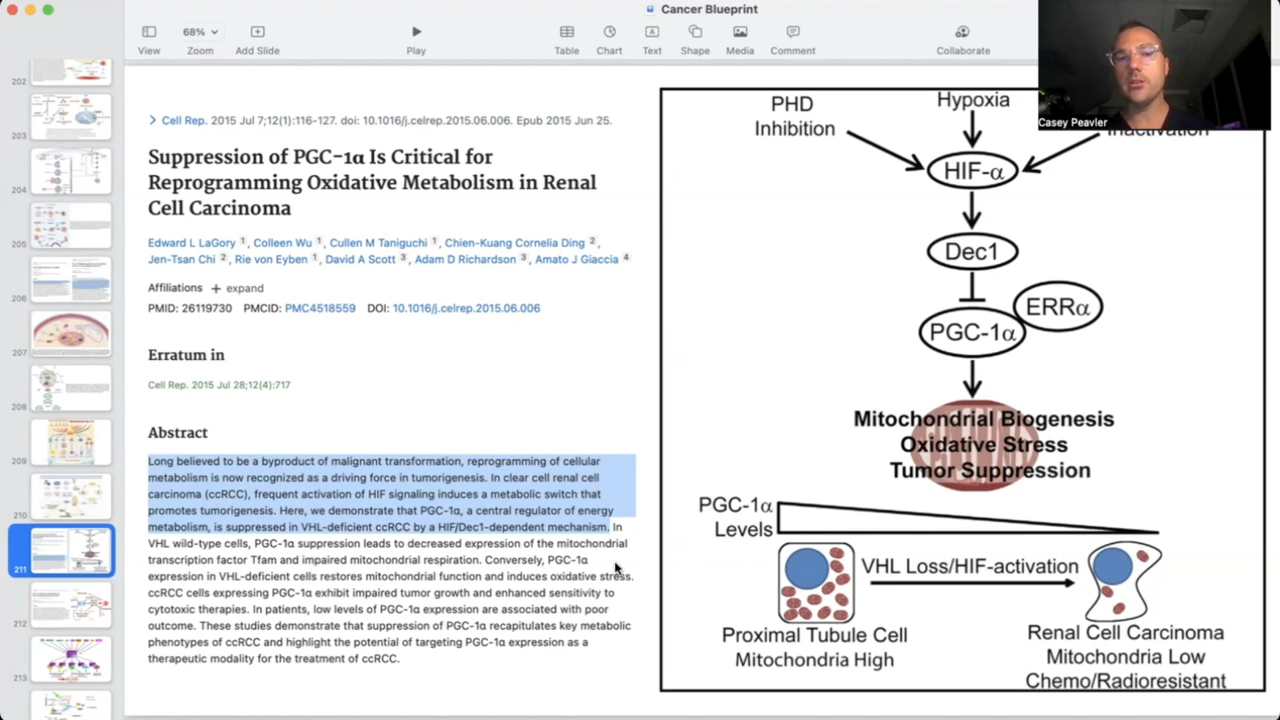 Cancer Blueprint
68%
View
Zoom
Add Slide
Play
Table
Chart
Text
Shape
Media
Comment
Collaborate
Casey Peavler
202
203
204
205
206
207
208
209
210
211
212
213
Cell Rep. 2015 Jul 7;12(1):116-127. doi: 10.1016/j.celrep.2015.06.006. Epub 2015 Jun 25.
Suppression of PGC-1α Is Critical for
Reprogramming Oxidative Metabolism in Renal
Cell Carcinoma
Edward L LaGory 1, Colleen Wu 1, Cullen M Taniguchi 1, Chien-Kuang Cornelia Ding 2,
Jen-Tsan Chi 2, Rie von Eyben 1, David A Scott 3, Adam D Richardson 3, Amato J Giaccia 4
Affiliations + expand
PMID: 26119730 PMCID: PMC4518559 DOI: 10.1016/j.celrep.2015.06.006
Erratum in
Cell Rep. 2015 Jul 28;12(4):717
Abstract
Long believed to be a byproduct of malignant transformation, reprogramming of cellular
metabolism is now recognized as a driving force in tumorigenesis. In clear cell renal cell
carcinoma (ccRCC), frequent activation of HIF signaling induces a metabolic switch that
promotes tumorigenesis. Here, we demonstrate that PGC-1α, a central regulator of energy
metabolism, is suppressed in VHL-deficient ccRCC by a HIF/Dec1-dependent mechanism. In
VHL wild-type cells, PGC-1α suppression leads to decreased expression of the mitochondrial
transcription factor Tfam and impaired mitochondrial respiration. Conversely, PGC-1α
expression in VHL-deficient cells restores mitochondrial function and induces oxidative stress.
ccRCC cells expressing PGC-1α exhibit impaired tumor growth and enhanced sensitivity to
cytotoxic therapies. In patients, low levels of PGC-1α expression are associated with poor
outcome. These studies demonstrate that suppression of PGC-1α recapitulates key metabolic
phenotypes of ccRCC and highlight the potential of targeting PGC-1α expression as a
therapeutic modality for the treatment of ccRCC.
PHD
Inhibition
Hypoxia
Inactivation
HIF-α
Dec1
ERRα
PGC-1α
Mitochondrial Biogenesis
Oxidative Stress
Tumor Suppression
PGC-1α
Levels
VHL Loss/HIF-activation
Proximal Tubule Cell
Mitochondria High
Renal Cell Carcinoma
Mitochondria Low
Chemo/Radioresistant